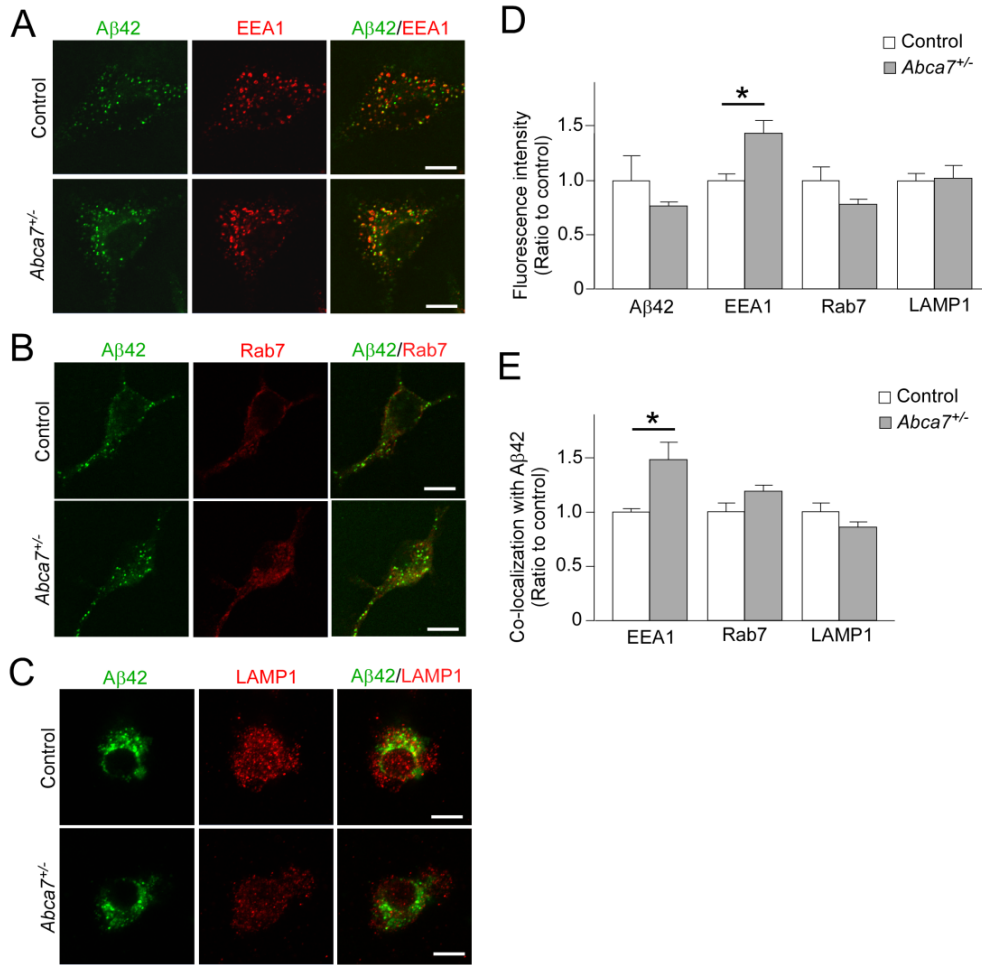 A
Aβ42 EEA1 Aβ42/EEA1
Control
Abca7+/-
B
Aβ42 Rab7 Aβ42/Rab7
Control
Abca7+/-
C
Aβ42 LAMP1 Aβ42/LAMP1
Control
Abca7+/-
D
Control
Abca7+/-
Fluorescence intensity
(Ratio to control)
*
1.5
1.0
0.5
0
Aβ42 EEA1 Rab7 LAMP1
E
Control
Abca7+/-
Co-localization with Aβ42
(Ratio to control)
*
1.5
1.0
0.5
0
EEA1 Rab7 LAMP1